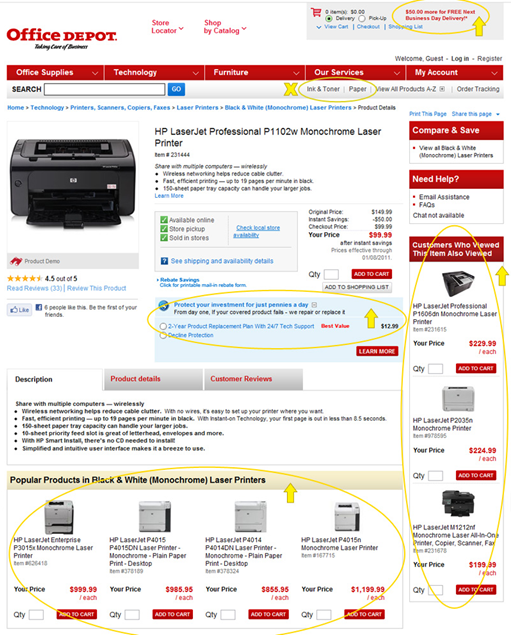 Office DEPOT.
Taking Care of Business
Store Locator
Shop by Catalog
0 item(s): $0.00
Delivery Pick-Up
View Cart | Checkout | Shopping List
$50.00 more for FREE Next
Business Day Delivery!*
Welcome, Guest - Log in - Register
Office Supplies
Technology
Furniture
Our Services
My Account
SEARCH GO
Ink & Toner | Paper | View All Products A-Z | Order Tracking
Home > Technology > Printers, Scanners, Copiers, Faxes > Laser Printers > Black & White (Monochrome) Laser Printers > Product Details
Print This Page Share this page
HP LaserJet Professional P1102w Monochrome Laser
Printer
Item # 231444
Share with multiple computers — wirelessly
Wireless networking helps reduce cable clutter.
Fast, efficient printing — up to 19 pages per minute in black.
150-sheet paper tray capacity can handle your larger jobs.
Learn More
Product Demo
4.5 out of 5
Read Reviews (33) | Review This Product
Like 6 people like this. Be the first of your friends.
Available online
Store pickup
Sold in stores
Check local store
availability
See shipping and availability details
Original Price: $149.99
Instant Savings: -$50.00
Checkout Price: $99.99
Your Price $99.99
after instant savings
Prices effective through
01/08/2011.
Qty ADD TO CART
ADD TO SHOPPING LIST
Rebate Savings
Click for printable mail-in rebate form.
Protect your investment for just pennies a day
From day one, if your covered product fails - we repair or replace it
2-Year Product Replacement Plan With 24/7 Tech Support Best Value $12.99
Decline Protection
LEARN MORE
Compare & Save
View all Black & White
(Monochrome) Laser Printers
Need Help?
Email Assistance
FAQs
Chat not available
Customers Who Viewed
This Item Also Viewed
HP LaserJet Professional
P1606dn Monochrome Laser
Printer
Item #231615
Your Price $229.99
/ each
Qty ADD TO CART
HP LaserJet P2035n
Monochrome Laser
Printer
Item #978595
Your Price $224.99
/ each
Qty ADD TO CART
HP LaserJet M1212nf
Monochrome Laser All-In-One
Printer, Copier, Scanner, Fax
Item #231678
Your Price $199.99
/ each
Qty ADD TO CART
Description
Product details
Customer Reviews
Share with multiple computers — wirelessly
Wireless networking helps reduce cable clutter. With no wires, it's easy to set up your printer where you want.
Fast, efficient printing — up to 19 pages per minute in black. With Instant-on Technology, your first page is out in less than 8.5 seconds.
150-sheet paper tray capacity can handle your larger jobs.
10-sheet priority feed slot is great of letterhead, envelopes and more.
With HP Smart Install, there's no CD needed to install!
Simplified and intuitive user interface makes it a breeze to use.
Popular Products in Black & White (Monochrome) Laser Printers
HP LaserJet Enterprise
P3015x Monochrome Laser
Printer
Item #826416
Your Price $999.99
/ each
Qty ADD TO CART
HP LaserJet P4015
P4015DN Laser Printer -
Monochrome - Plain Paper
Print - Desktop
Item #378189
Your Price $985.95
/ each
Qty ADD TO CART
HP LaserJet P4014
P4014DN Laser Printer -
Monochrome - Plain Paper
Print - Desktop
Item #378324
Your Price $855.95
/ each
Qty ADD TO CART
HP LaserJet P4015n
Monochrome Laser Printer
Item #167715
Your Price $1,199.99
/ each
Qty ADD TO CART